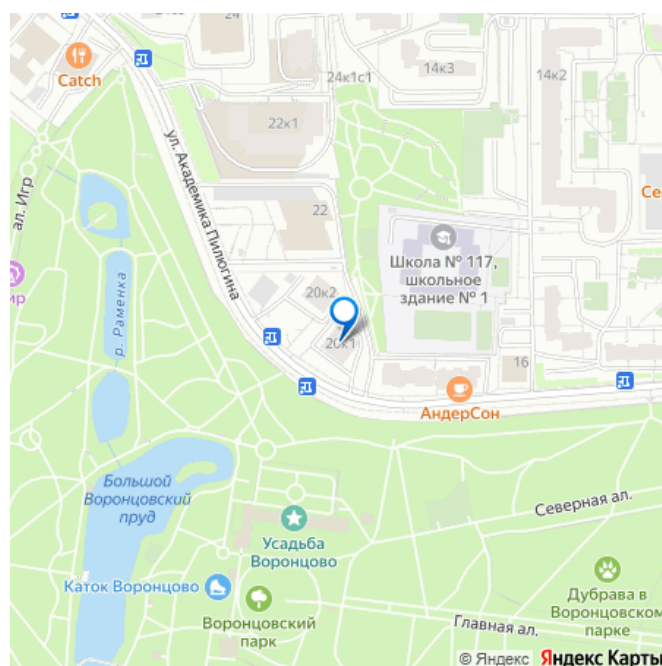 24
Catch
24к1с1
14к3
14к2
22к1
ул. Академика Пилюгина
ал. Игр
Се
22
Школа № 117,
школьное
здание № 1
р. Раменка
ир
20к2
20к1
16
АндерСон
Большой
Воронцовский
пруд
Северная ал.
Усадьба
Воронцово
Каток Воронцово
Дубрава в
Воронцовском
парке
Воронцовский
парк
Главная ал.
© Яндекс Яндекс Карты